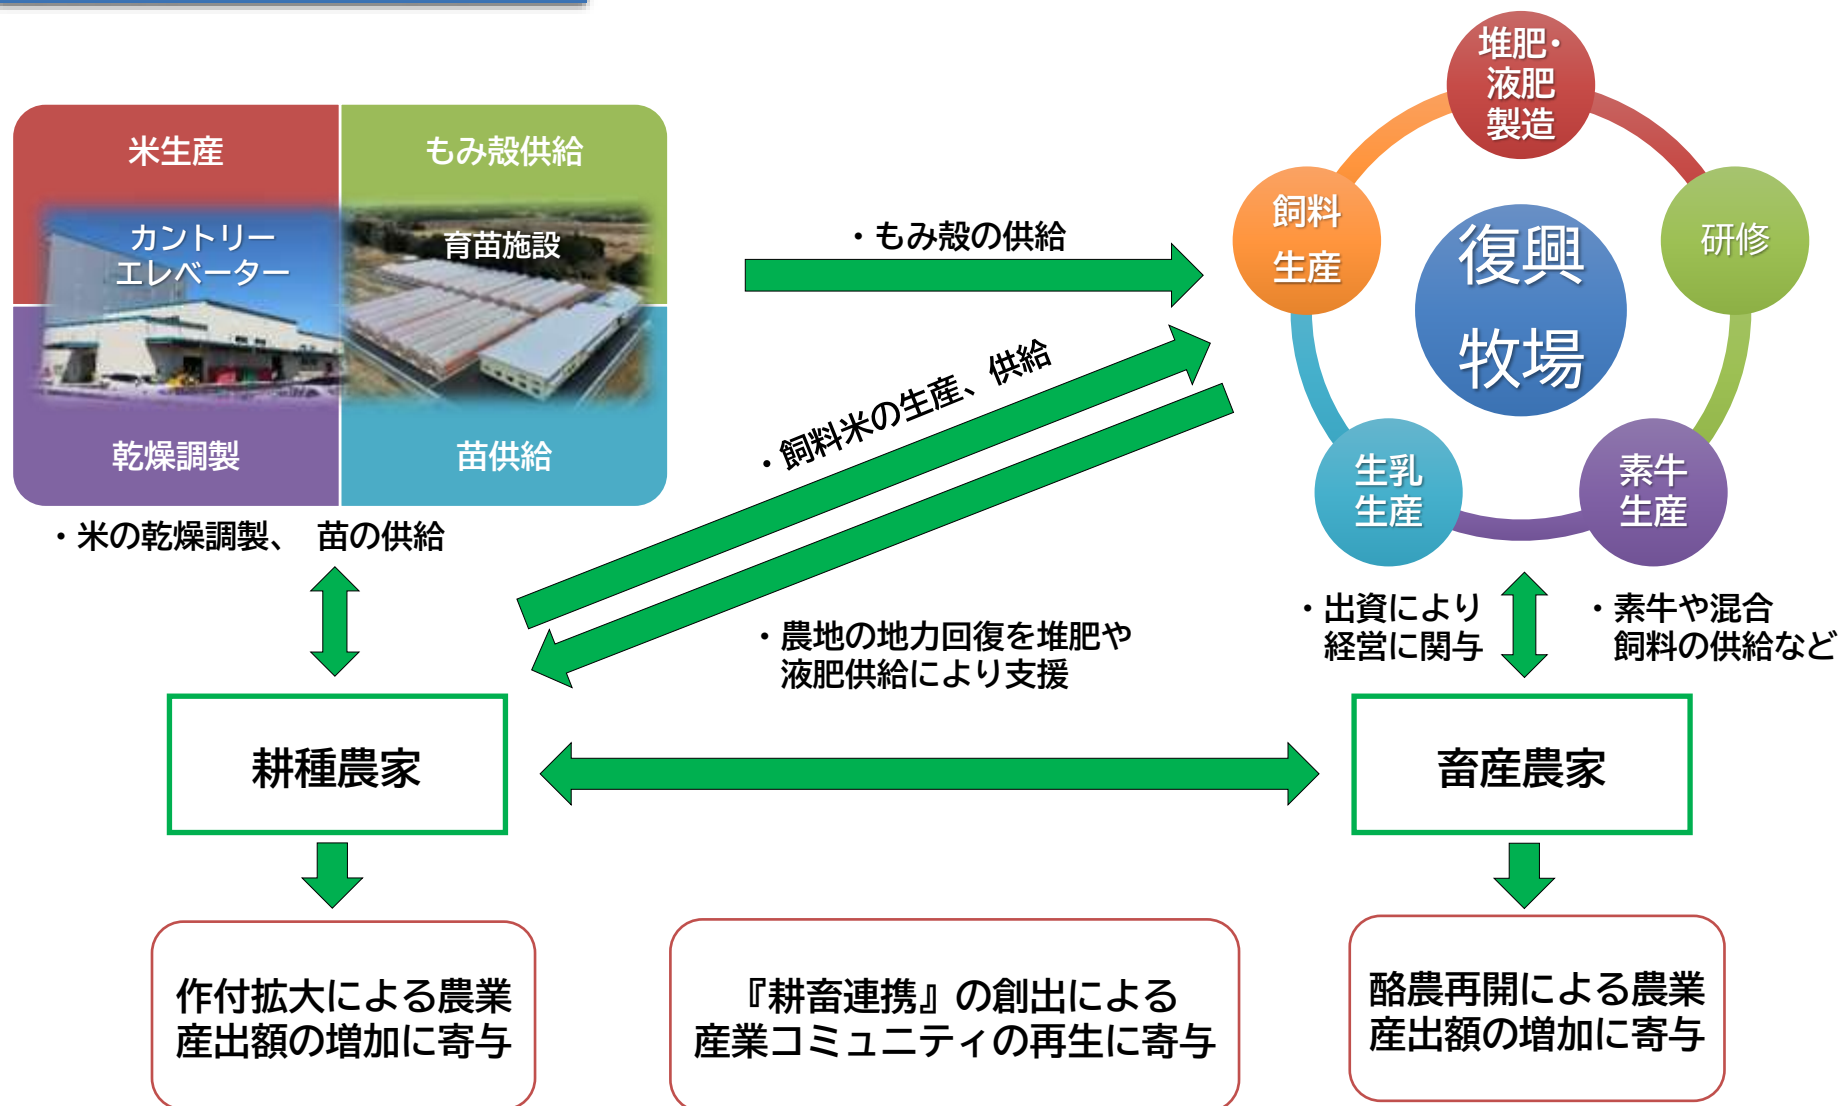 米生産
もみ殻供給
カントリー
エレベーター
育苗施設
乾燥調製
苗供給
・米の乾燥調製、 苗の供給
・もみ殻の供給
・飼料米の生産、供給
・農地の地力回復を堆肥や
液肥供給により支援
堆肥・
液肥
製造
飼料
生産
研修
復興
牧場
生乳
生産
素牛
生産
・出資により
経営に関与
・素牛や混合
飼料の供給など
耕種農家
畜産農家
作付拡大による農業
産出額の増加に寄与
『耕畜連携』の創出による
産業コミュニティの再生に寄与
酪農再開による農業
産出額の増加に寄与